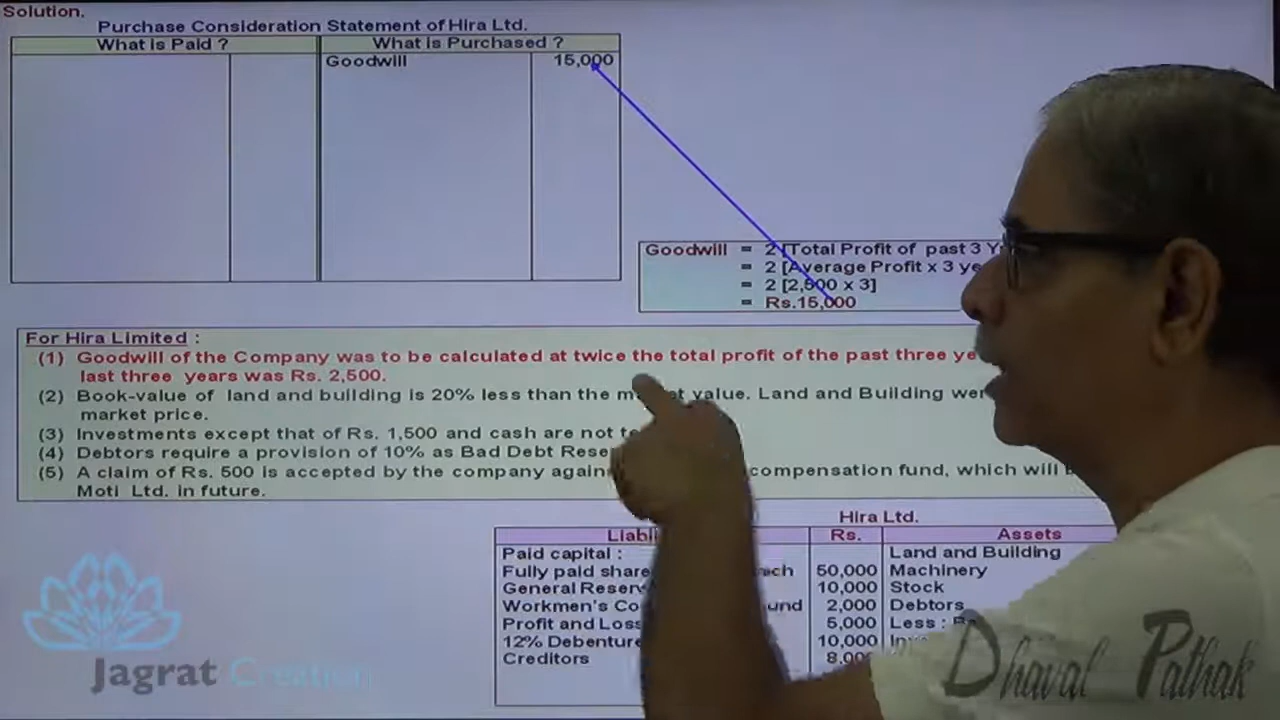 Solution.
Purchase Consideration Statement of Hira Ltd.
What is Paid ? What is Purchased ?
Goodwill 15,000
Goodwill = 2 [Total Profit of past 3
= 2 [Average Profit x 3
= 2 [2,500 x 3]
= Rs.15,000
For Hira Limited :
(1) Goodwill of the Company was to be calculated at twice the total profit of the past three
last three years was Rs. 2,500.
(2) Book-value of land and building is 20% less than the value. Land and Building
market price.
(3) Investments except that of Rs. 1,500 and cash are not
(4) Debtors require a provision of 10% as Bad Debt
(5) A claim of Rs. 500 is accepted by the company compensation fund, which will
Moti Ltd. in future.
Hira Ltd.
Rs. Assets
Paid capital : Land and Building
Fully paid 50,000 Machinery
General 10,000 Stock
Workmen's 2,000 Debtors
Profit and 5,000 Less :
12% 10,000
Creditors
Jagrat Creation
Dhaval Pathak